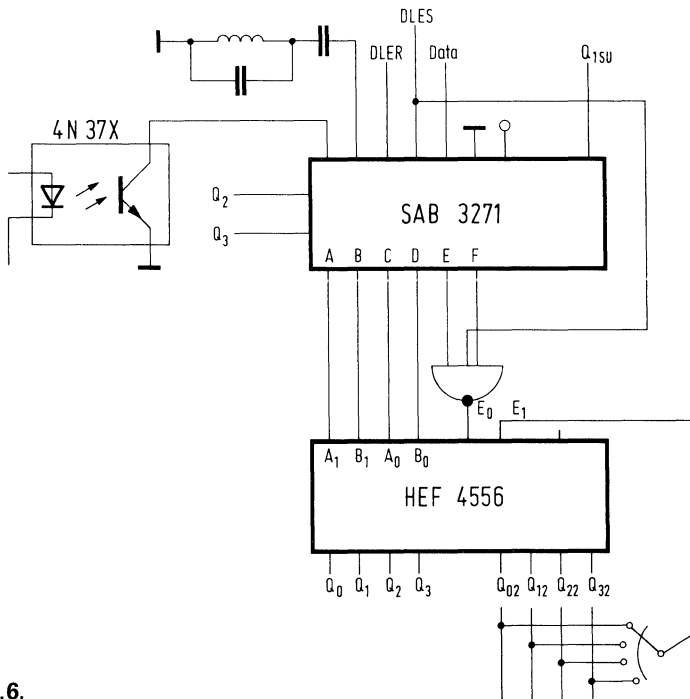 DLES
DLER Data Q1SU
4N 37X
Q2
Q3
SAB 3271
A B C D E F
E0 E1
A1 B1 A0 B0
HEF 4556
Q0 Q1 Q2 Q3 Q02 Q12 Q22 Q32
.6.